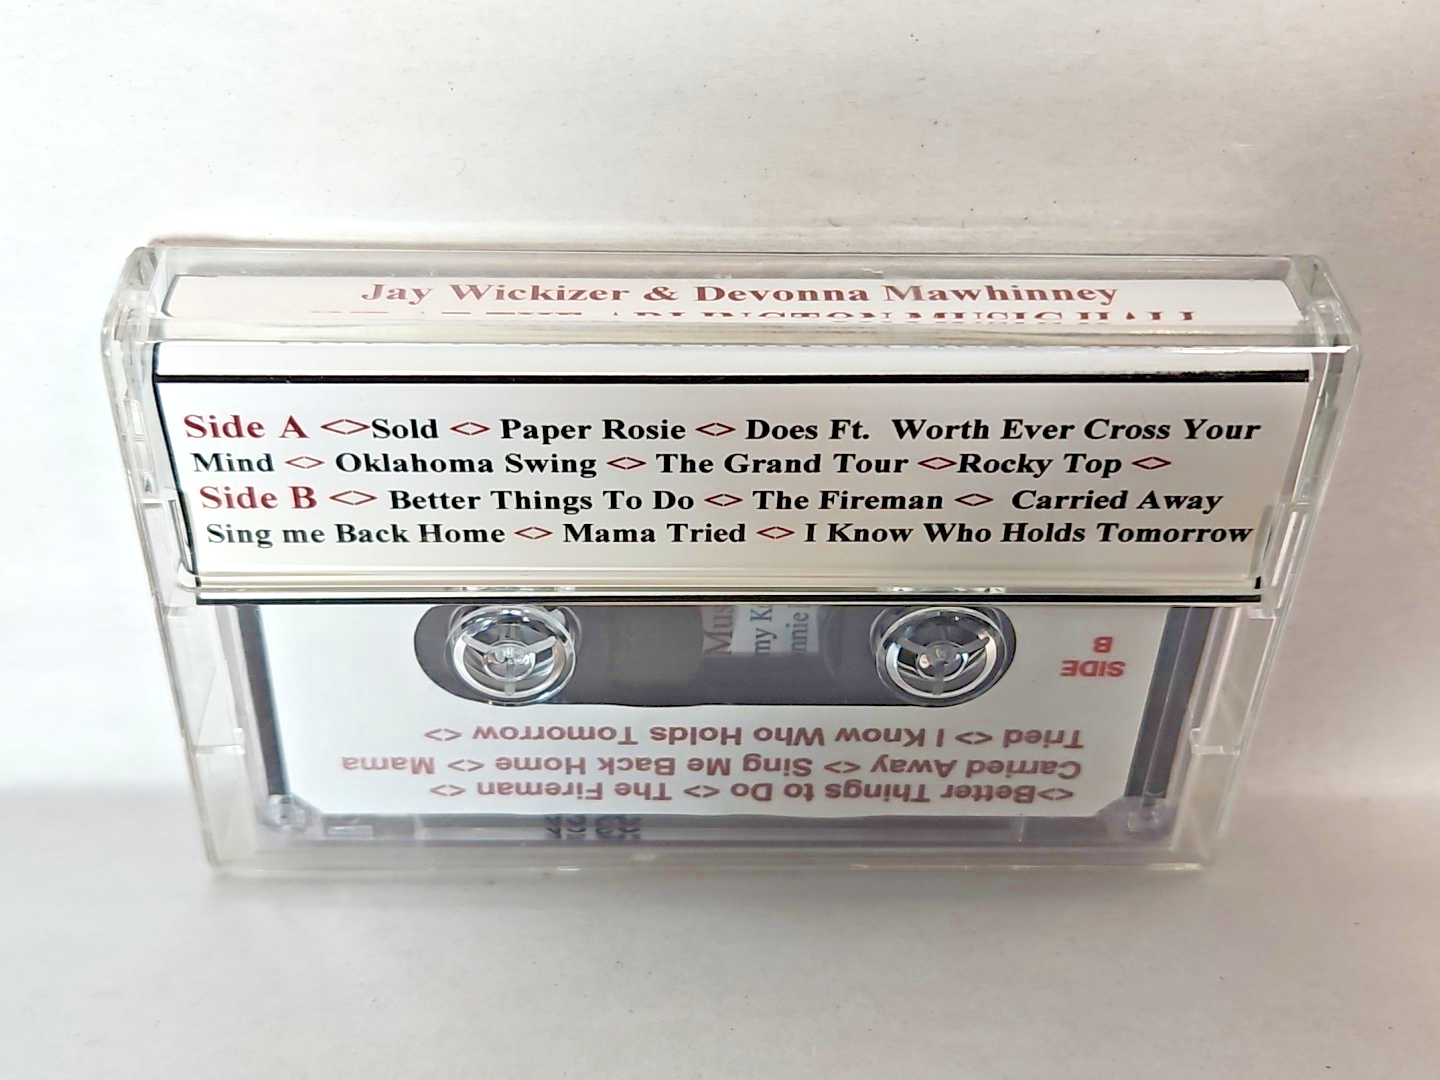 Jay Wickizer & Devonna Mawhinney
ARLINGTON MUSIC HALL
Side A <>Sold <> Paper Rosie <> Does Ft. Worth Ever Cross Your
Mind <> Oklahoma Swing <> The Grand Tour <>Rocky Top <>
Side B <> Better Things To Do <> The Fireman <> Carried Away
Sing me Back Home <> Mama Tried <> I Know Who Holds Tomorrow
SIDE
B
<>Better Things to Do <> The Fireman <>
Carried Away <> Sing Me Back Home <> Mama
Tried <> I Know Who Holds Tomorrow <>